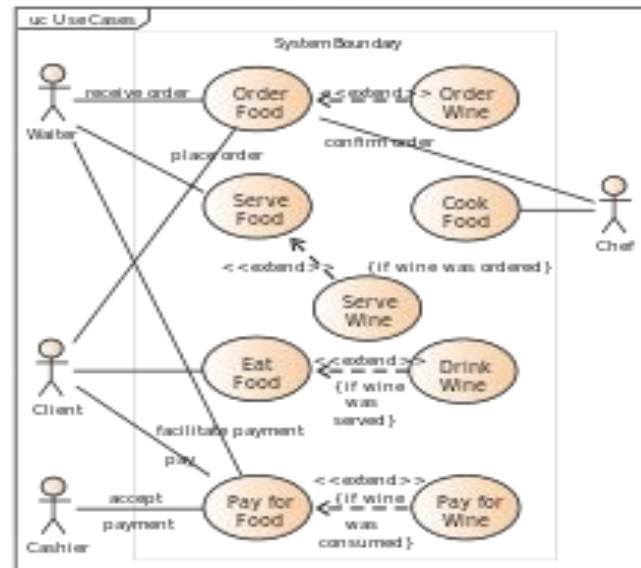 uc UseCases
SystemBoundary
receive order
Order
Food
<<extend>>
Order
Wine
Waiter
confirm order
place order
Serve
Food
Cook
Food
Chef
<<extend>>
{if wine was ordered}
Serve
Wine
Eat
Food
<<extend>>
{if wine
was
served}
Drink
Wine
Client
facilitate payment
pay
accept
payment
Pay for
Food
<<extend>>
{if wine
was
consumed}
Pay for
Wine
Cashier